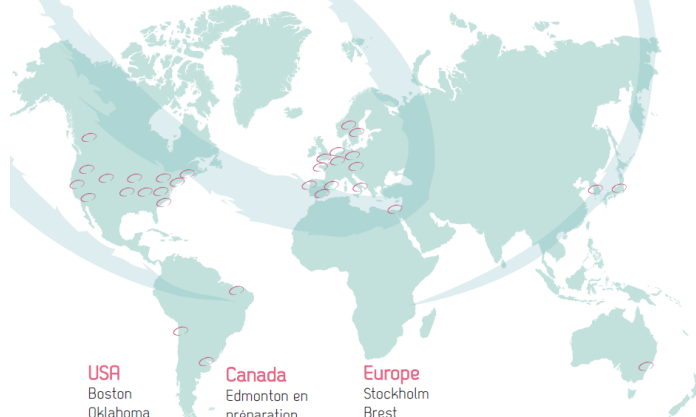 USA
Boston
Oklahoma
Canada
Edmonton en
préparation
Europe
Stockholm
Brest